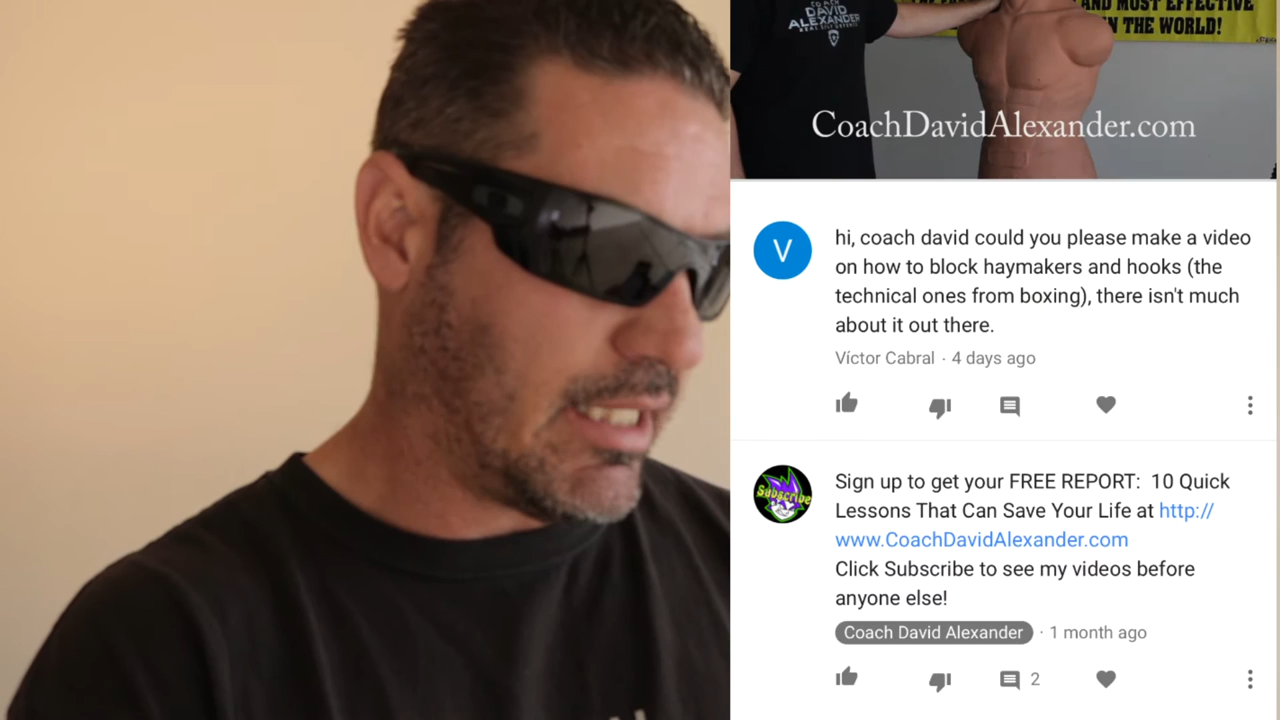 COACH
DAVID
ALEXANDER
REAL SELF DEFENSE
AND MOST EFFECTIVE
IN THE WORLD!
CoachDavidAlexander.com
V
hi, coach david could you please make a video
on how to block haymakers and hooks (the
technical ones from boxing), there isn't much
about it out there.
Víctor Cabral · 4 days ago
Subscribe
Sign up to get your FREE REPORT: 10 Quick
Lessons That Can Save Your Life at http://
www.CoachDavidAlexander.com
Click Subscribe to see my videos before
anyone else!
Coach David Alexander · 1 month ago
2